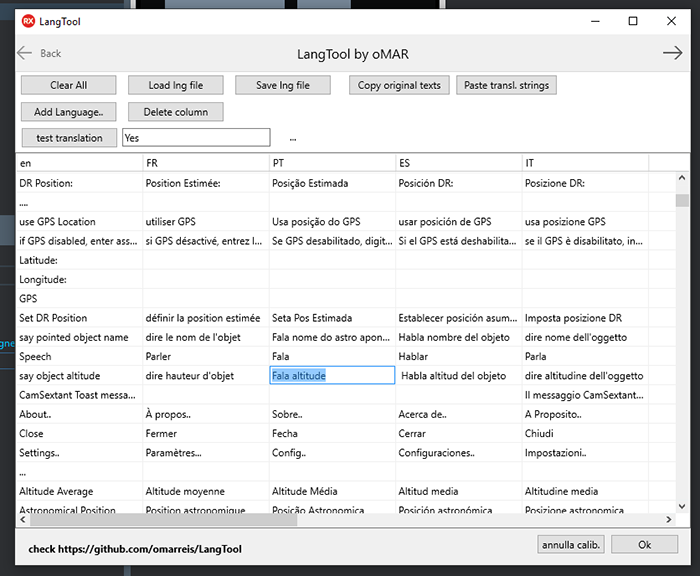 RX LangTool
Back LangTool by oMAR
Clear All Load lng file Save lng file Copy original texts Paste transl. strings
Add Language.. Delete column
test translation Yes ...
en FR PT ES IT
DR Position: Position Estimée: Posição Estimada Posición DR: Posizione DR:
....
use GPS Location utiliser GPS Usa posição do GPS usar posición de GPS usa posizione GPS
if GPS disabled, enter ass... si GPS désactivé, entrez l... Se GPS desabilitado, digit... Si el GPS está deshabilita... se il GPS è disabilitato, in...
Latitude:
Longitude:
GPS
Set DR Position définir la position estimée Seta Pos Estimada Establecer posición asum... Imposta posizione DR
say pointed object name dire le nom de l'objet Fala nome do astro apon... Habla nombre del objeto dire nome dell'oggetto
Speech Parler Fala Hablar Parla
say object altitude dire hauteur d'objet Fala altitude Habla altitud del objeto dire altitudine dell'oggetto
CamSextant Toast messa... Il messaggio CamSextant...
About.. À propos.. Sobre.. Acerca de.. A Proposito..
Close Fermer Fecha Cerrar Chiudi
Settings.. Paramètres... Config.. Configuraciones.. Impostazioni..
...
Altitude Average Altitude moyenne Altitude Média Altitud media Altitudine media
Astronomical Position Position astronomique Posição Astronomica Posición astronómica Posizione astronomica
check https://github.com/omarreis/LangTool annulla calib. Ok